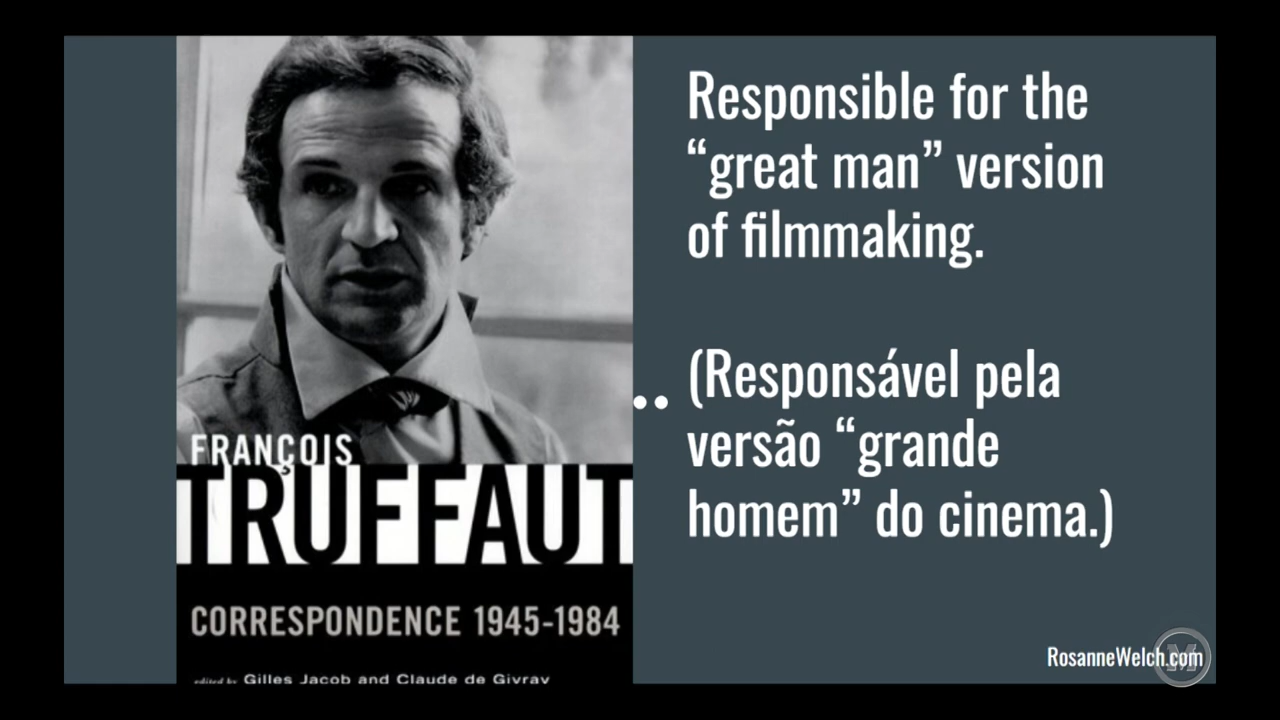 FRANÇOIS
TRUFFAUT
CORRESPONDENCE 1945-1984
edited by Gilles Jacob and Claude de Givray
Responsible for the
“great man” version
of filmmaking.
(Responsável pela
versão “grande
homem” do cinema.)
RosanneWelch.com
M